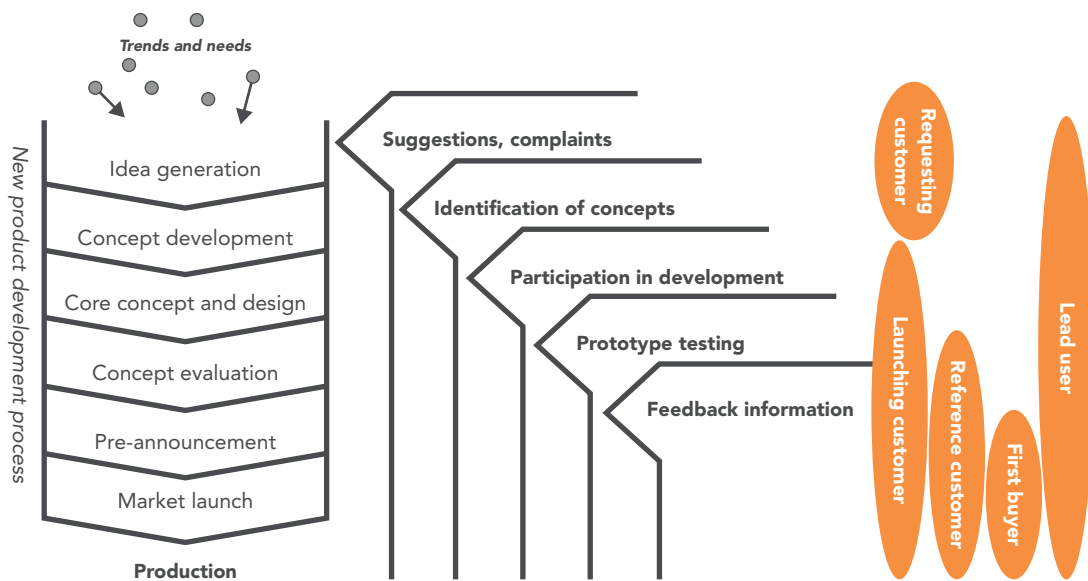 Trends and needs
New product development process
Idea generation
Concept development
Core concept and design
Concept evaluation
Pre-announcement
Market launch
Production
Suggestions, complaints
Identification of concepts
Participation in development
Prototype testing
Feedback information
Requesting
customer
Launching customer
Reference customer
First buyer
Lead user